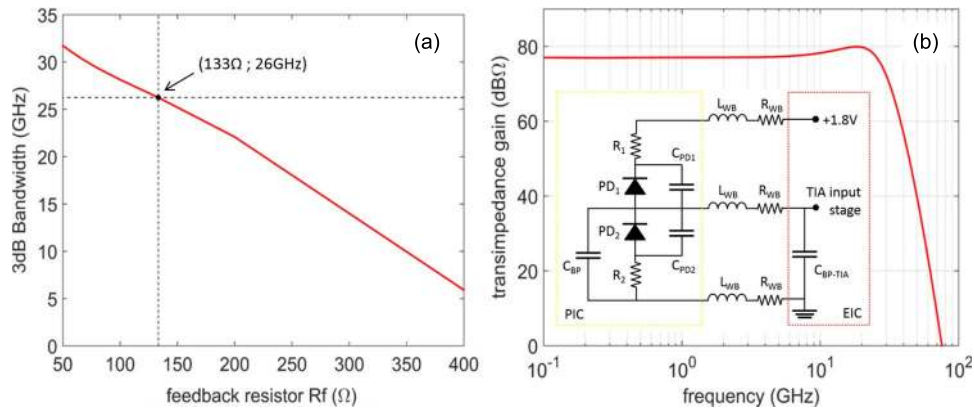 (a)
3dB Bandwidth (GHz)
35
30
25
20
15
10
5
0
(133Ω ; 26GHz)
50 100 150 200 250 300 350 400
feedback resistor Rf (Ω)
(b)
transimpedance gain (dBΩ)
80
60
40
20
0
L_WB R_WB
+1.8V
R_1
C_PD1
PD_1
L_WB R_WB
TIA input
stage
PD_2
C_BP
C_PD2
C_BP-TIA
R_2
L_WB R_WB
PIC
EIC
10^-1 10^0 10^1 10^2
frequency (GHz)